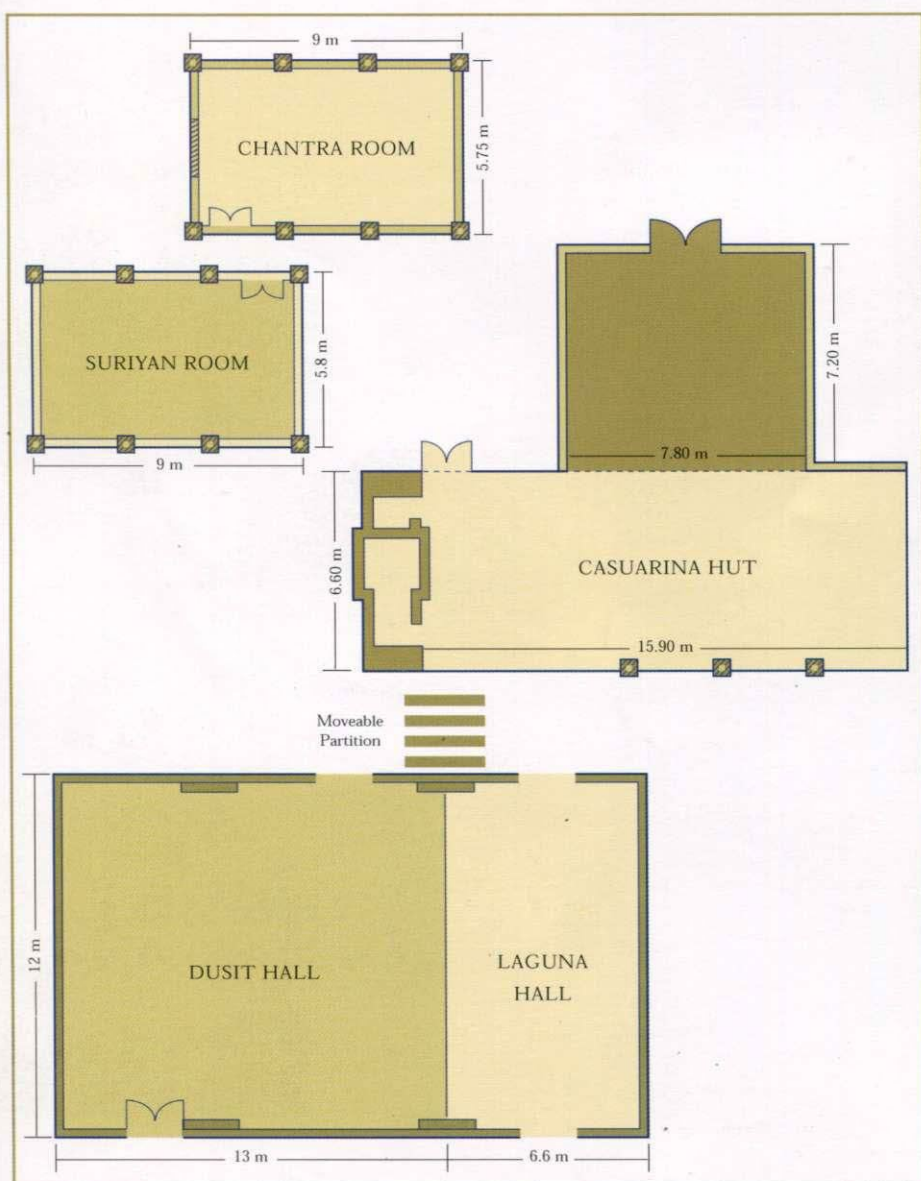 9 m
CHANTRA ROOM
5.75 m
SURIYAN ROOM
5.8 m
9 m
7.20 m
7.80 m
6.60 m
CASUARINA HUT
15.90 m
Moveable
Partition
12 m
DUSIT HALL
LAGUNA
HALL
13 m
6.6 m